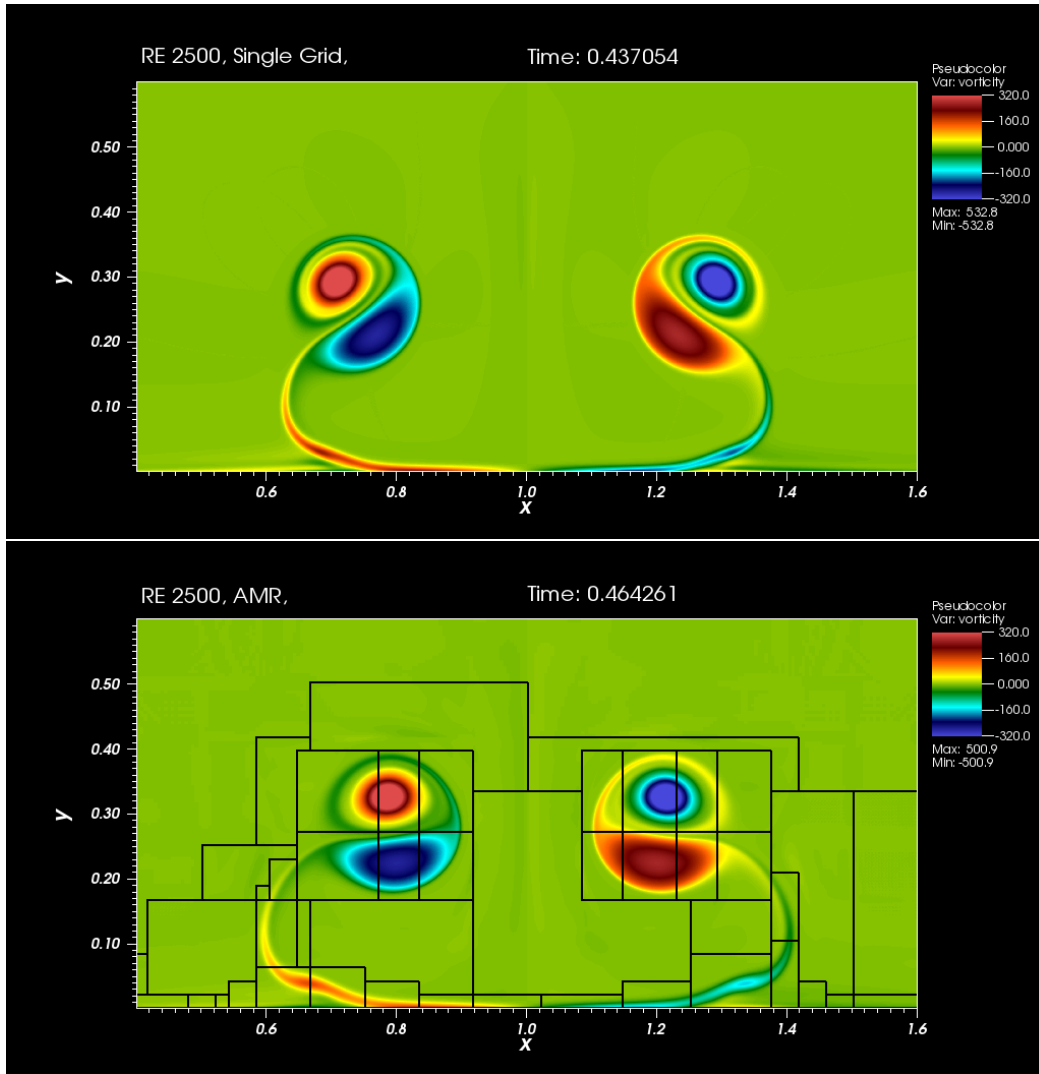 RE 2500, Single Grid, Time: 0.437054
Pseudocolor
Var: vorticity
320.0
160.0
0.000
-160.0
-320.0
Max: 532.8
Min: -532.8
0.50
0.40
0.30
y
0.20
0.10
0.6 0.8 1.0 1.2 1.4 1.6
X
RE 2500, AMR, Time: 0.464261
Pseudocolor
Var: vorticity
320.0
160.0
0.000
-160.0
-320.0
Max: 500.9
Min: -500.9
0.50
0.40
0.30
y
0.20
0.10
0.6 0.8 1.0 1.2 1.4 1.6
X